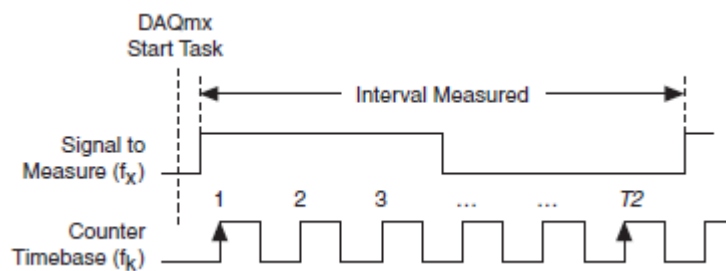 DAQmx
Start Task
Interval Measured
Signal to
Measure (fx)
1 2 3 ... ... T2
Counter
Timebase (fk)